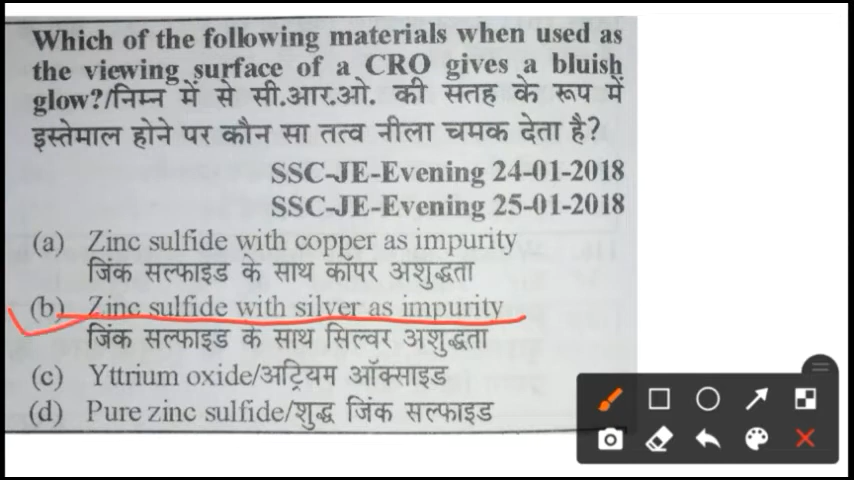 Which of the following materials when used as
the viewing surface of a CRO gives a bluish
glow?/निम्न में से सी.आर.ओ. की सतह के रूप में
इस्तेमाल होने पर कौन सा तत्व नीला चमक देता है?
SSC-JE-Evening 24-01-2018
SSC-JE-Evening 25-01-2018
(a) Zinc sulfide with copper as impurity
जिंक सल्फाइड के साथ कॉपर अशुद्धता
(b) Zinc sulfide with silver as impurity
जिंक सल्फाइड के साथ सिल्वर अशुद्धता
(c) Yttrium oxide/अट्रियम ऑक्साइड
(d) Pure zinc sulfide/शुद्ध जिंक सल्फाइड